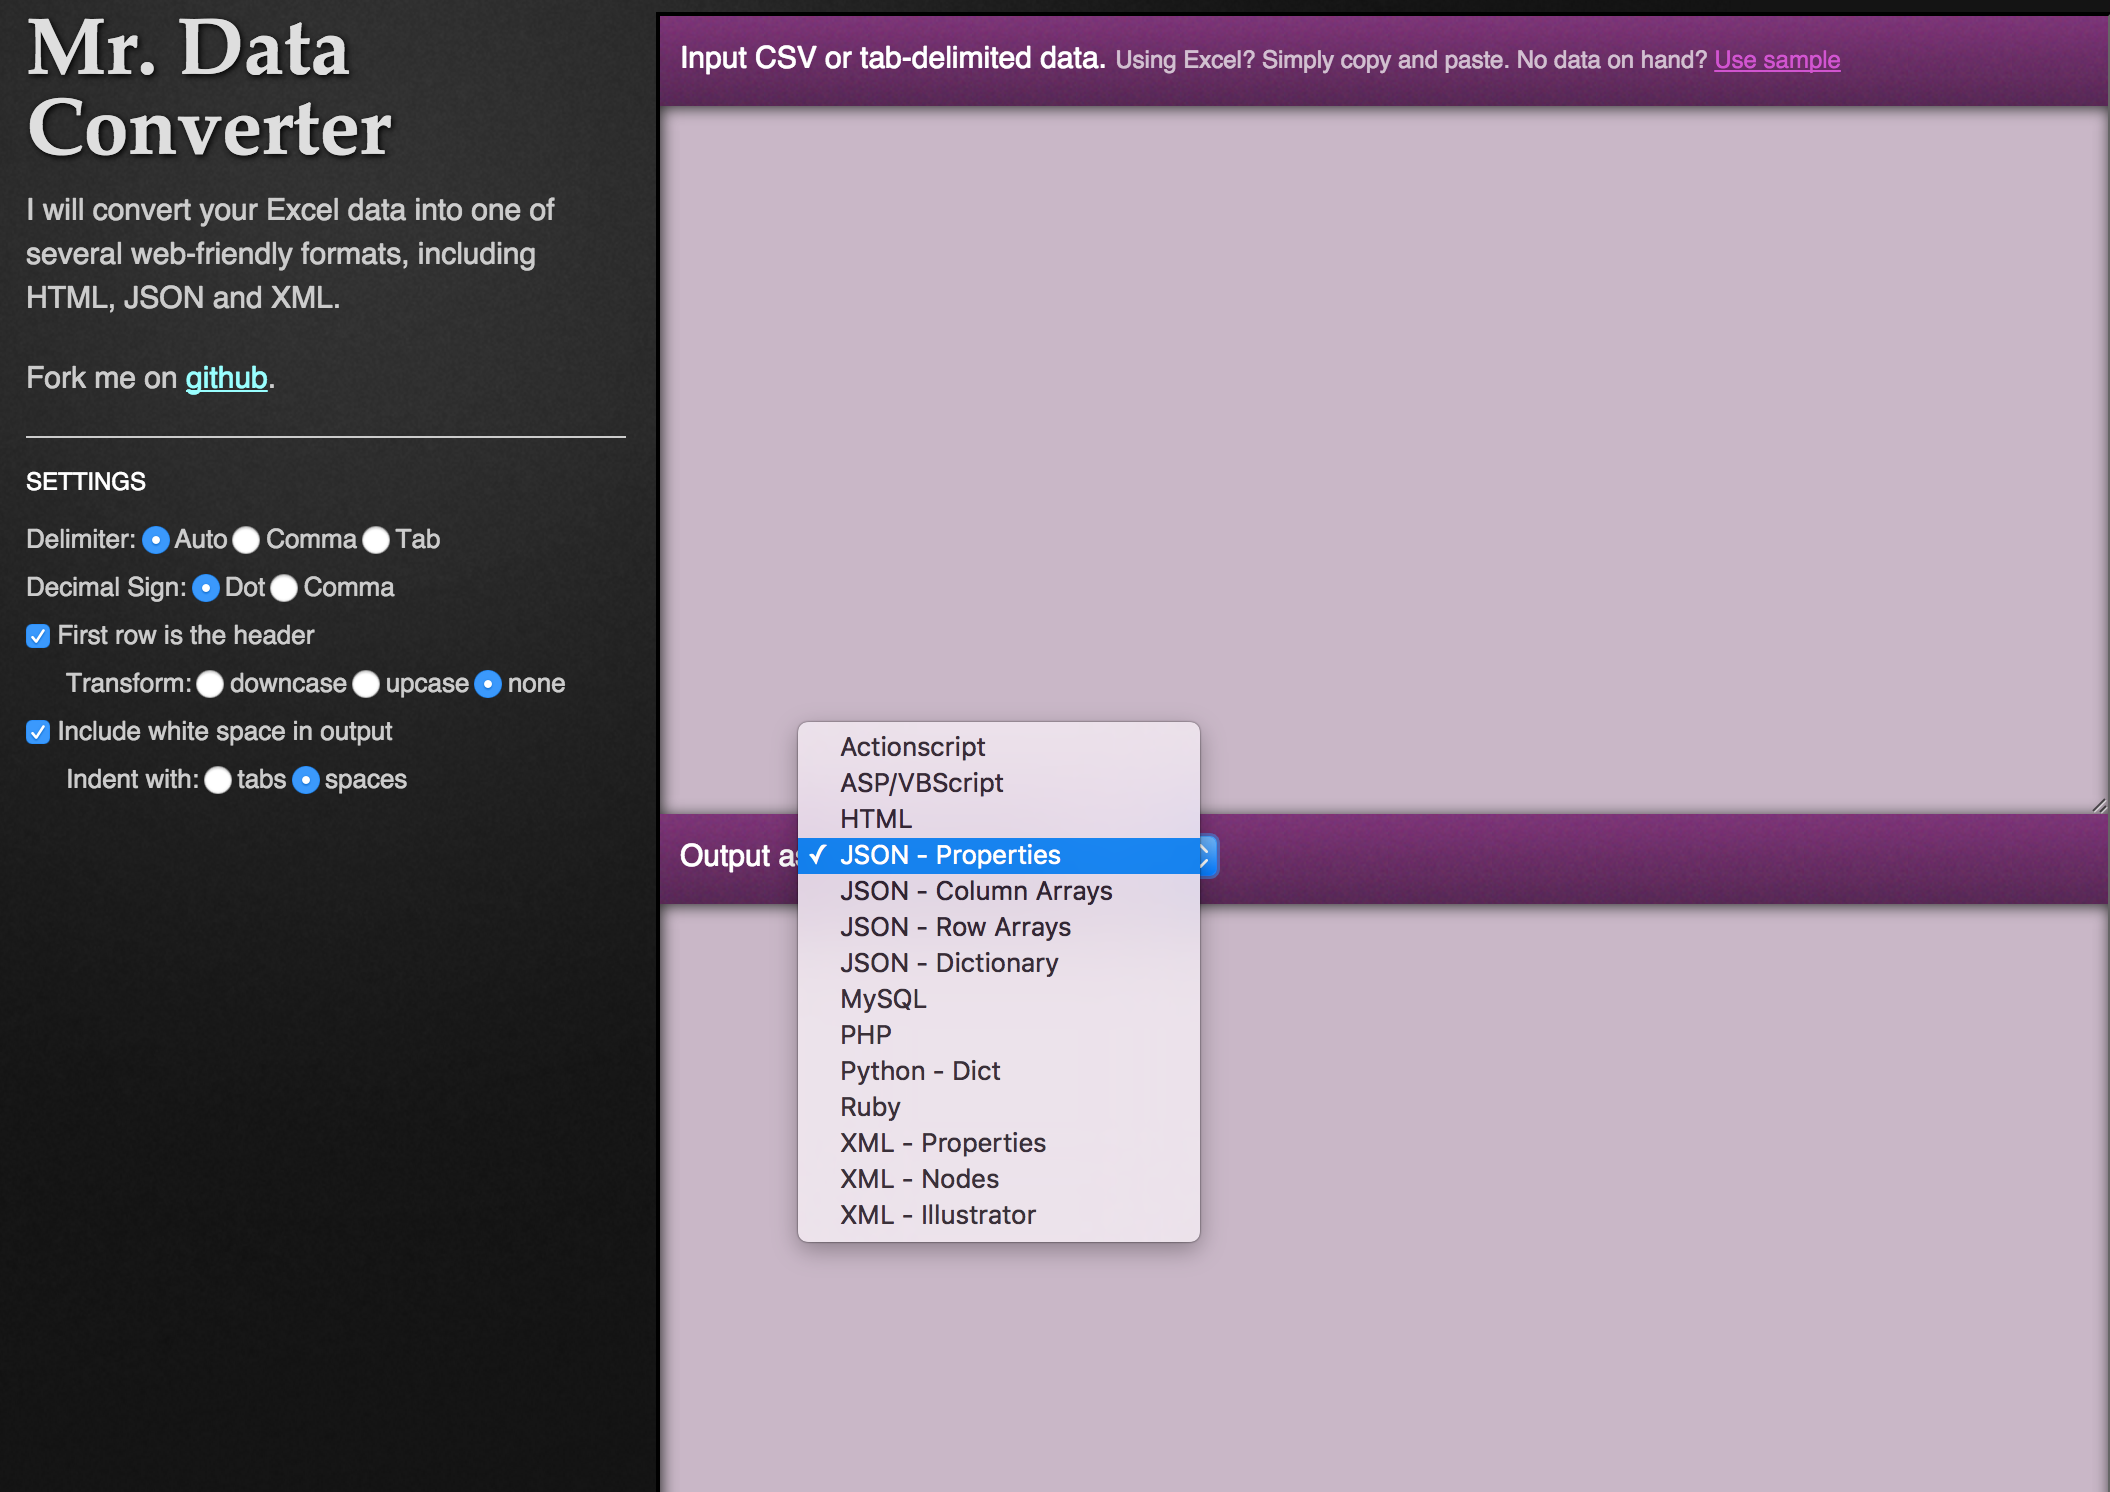 Mr. Data
Converter
I will convert your Excel data into one of
several web-friendly formats, including
HTML, JSON and XML.
Fork me on github.
SETTINGS
Delimiter: Auto Comma Tab
Decimal Sign: Dot Comma
First row is the header
Transform: downcase upcase none
Include white space in output
Indent with: tabs spaces
Input CSV or tab-delimited data. Using Excel? Simply copy and paste. No data on hand? Use sample
Output as
Actionscript
ASP/VBScript
HTML
✓ JSON - Properties
JSON - Column Arrays
JSON - Row Arrays
JSON - Dictionary
MySQL
PHP
Python - Dict
Ruby
XML - Properties
XML - Nodes
XML - Illustrator